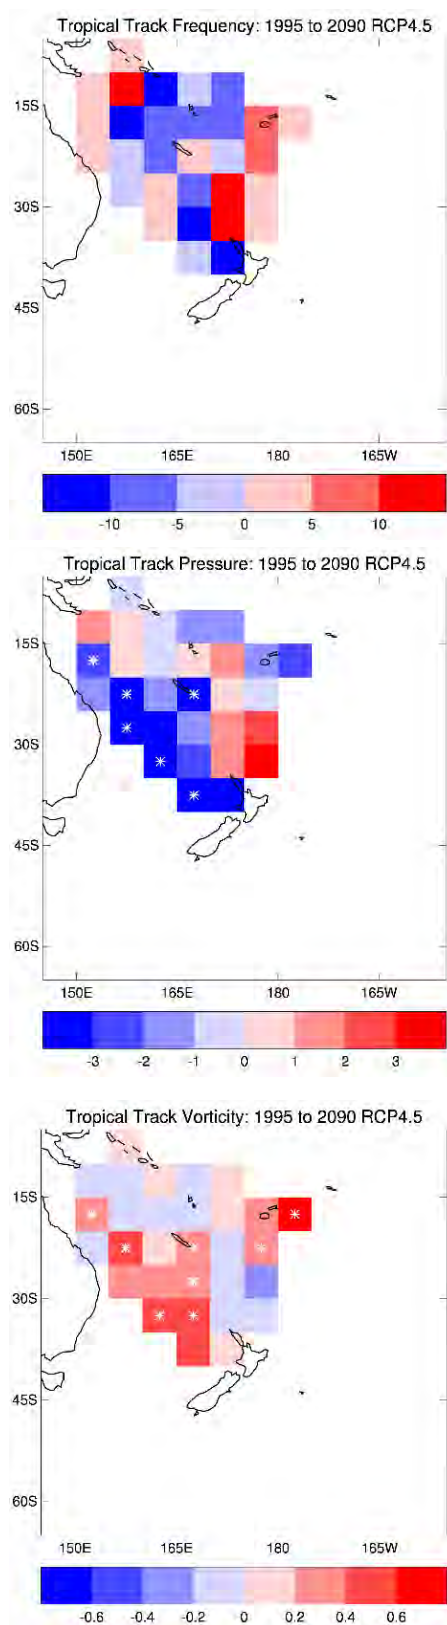 Tropical Track Frequency: 1995 to 2090 RCP4.5
15S
30S
45S
60S
150E 165E 180 165W
-10 -5 0 5 10
Tropical Track Pressure: 1995 to 2090 RCP4.5
15S
30S
45S
60S
150E 165E 180 165W
-3 -2 -1 0 1 2 3
Tropical Track Vorticity: 1995 to 2090 RCP4.5
15S
30S
45S
60S
150E 165E 180 165W
-0.6 -0.4 -0.2 0 0.2 0.4 0.6